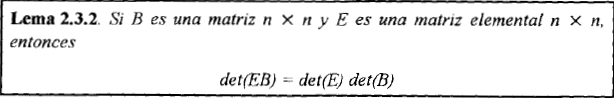 Lema 2.3.2. Si B es una matriz n × n y E es una matriz elemental n × n,
entonces
det(EB) = det(E) det(B)